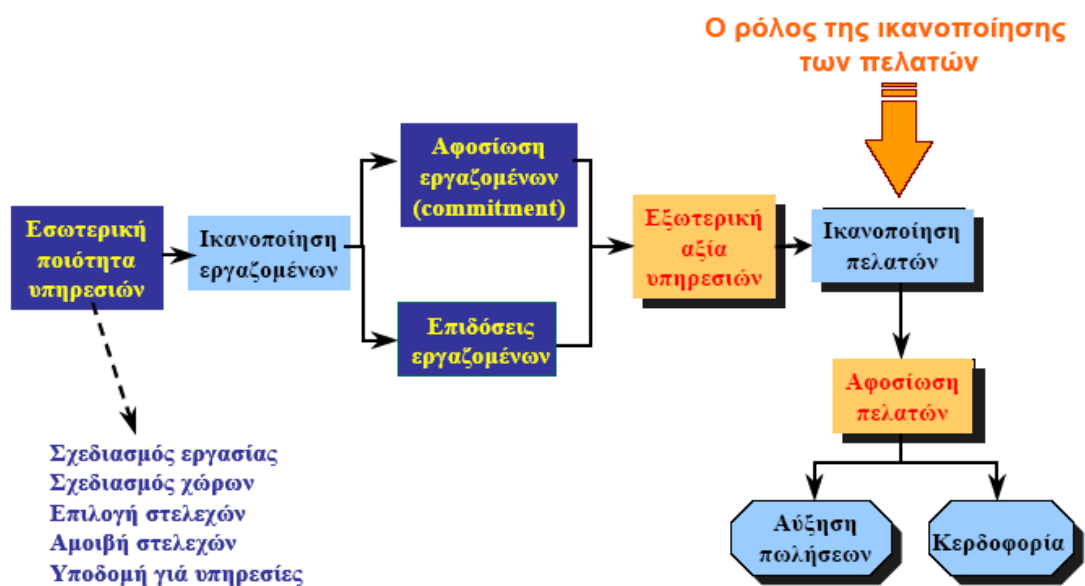 Ο ρόλος της ικανοποίησης
των πελατών
Εσωτερική
ποιότητα
υπηρεσιών
Ικανοποίηση
εργαζομένων
Αφοσίωση
εργαζομένων
(commitment)
Επιδόσεις
εργαζομένων
Εξωτερική
αξία
υπηρεσιών
Ικανοποίηση
πελατών
Αφοσίωση
πελατών
Αύξηση
πωλήσεων
Κερδοφορία
Σχεδιασμός εργασίας
Σχεδιασμός χώρων
Επιλογή στελεχών
Αμοιβή στελεχών
Υποδομή γιά υπηρεσίες